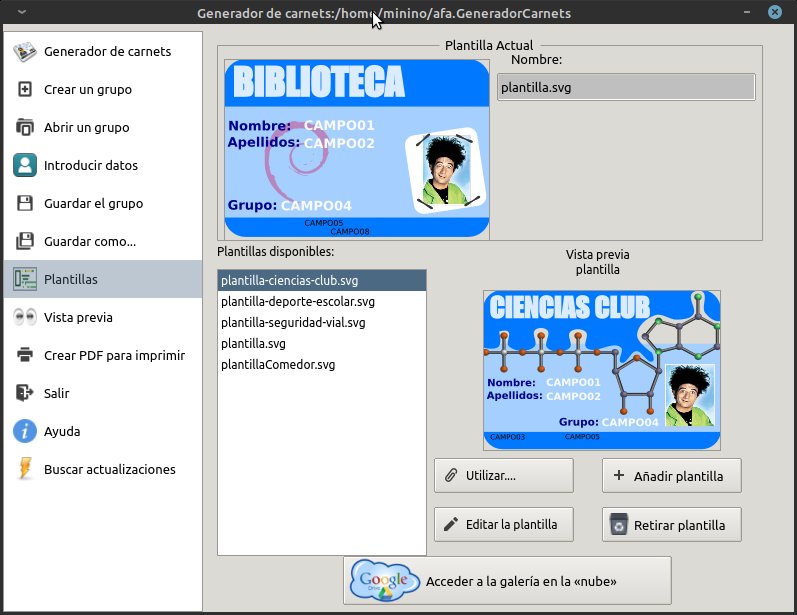 Generador de carnets:/home/minino/afa.GeneradorCarnets
Generador de carnets
Crear un grupo
Abrir un grupo
Introducir datos
Guardar el grupo
Guardar como...
Plantillas
Vista previa
Crear PDF para imprimir
Salir
Ayuda
Buscar actualizaciones
Plantilla Actual
BIBLIOTECA
Nombre: CAMPO01
Apellidos: CAMPO02
Grupo: CAMPO04
CAMPO05
CAMPO08
Nombre:
plantilla.svg
Plantillas disponibles:
plantilla-ciencias-club.svg
plantilla-deporte-escolar.svg
plantilla-seguridad-vial.svg
plantilla.svg
plantillaComedor.svg
Vista previa
plantilla
CIENCIAS CLUB
Nombre: CAMPO01
Apellidos: CAMPO02
Grupo: CAMPO04
CAMPO03 CAMPO05
Utilizar....
Añadir plantilla
Editar la plantilla
Retirar plantilla
Google
Drive
Acceder a la galería en la «nube»